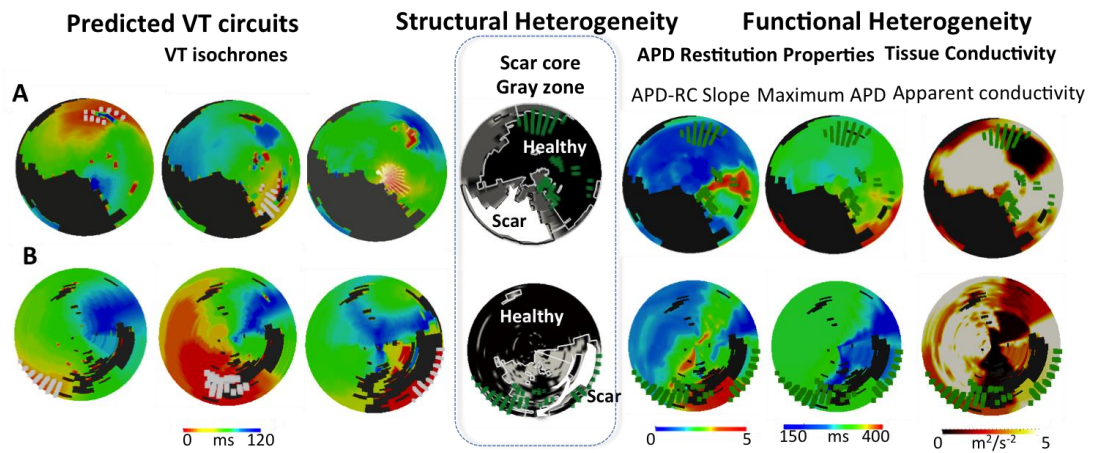 Predicted VT circuits
Structural Heterogeneity
Functional Heterogeneity
VT isochrones
Scar core
Gray zone
APD Restitution Properties
Tissue Conductivity
APD-RC Slope
Maximum APD
Apparent conductivity
A
Healthy
Scar
B
Healthy
Scar
0 ms 120
0 5
150 ms 400
0 m²/s⁻² 5